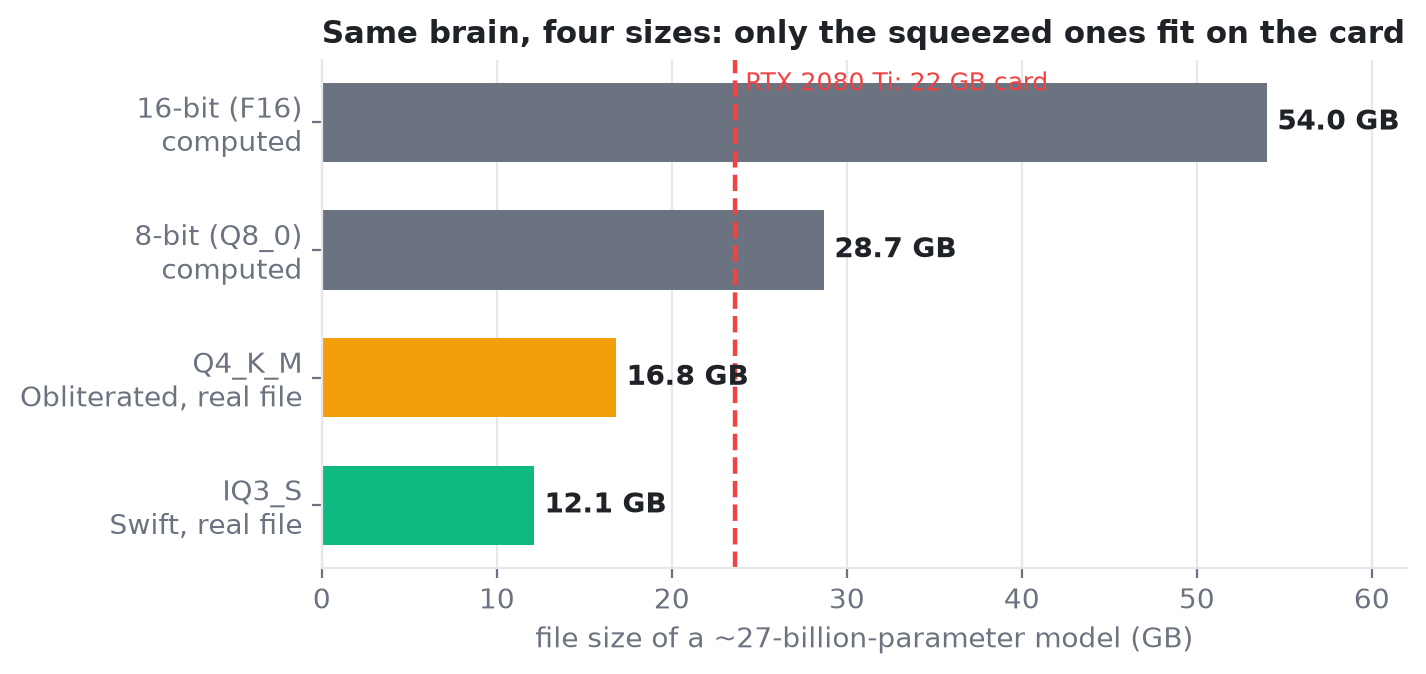 Same brain, four sizes: only the squeezed ones fit on the card
RTX 2080 Ti: 22 GB card
16-bit (F16)
computed
54.0 GB
8-bit (Q8_0)
computed
28.7 GB
Q4_K_M
Obliterated, real file
16.8 GB
IQ3_S
Swift, real file
12.1 GB
0 10 20 30 40 50 60
file size of a ~27-billion-parameter model (GB)